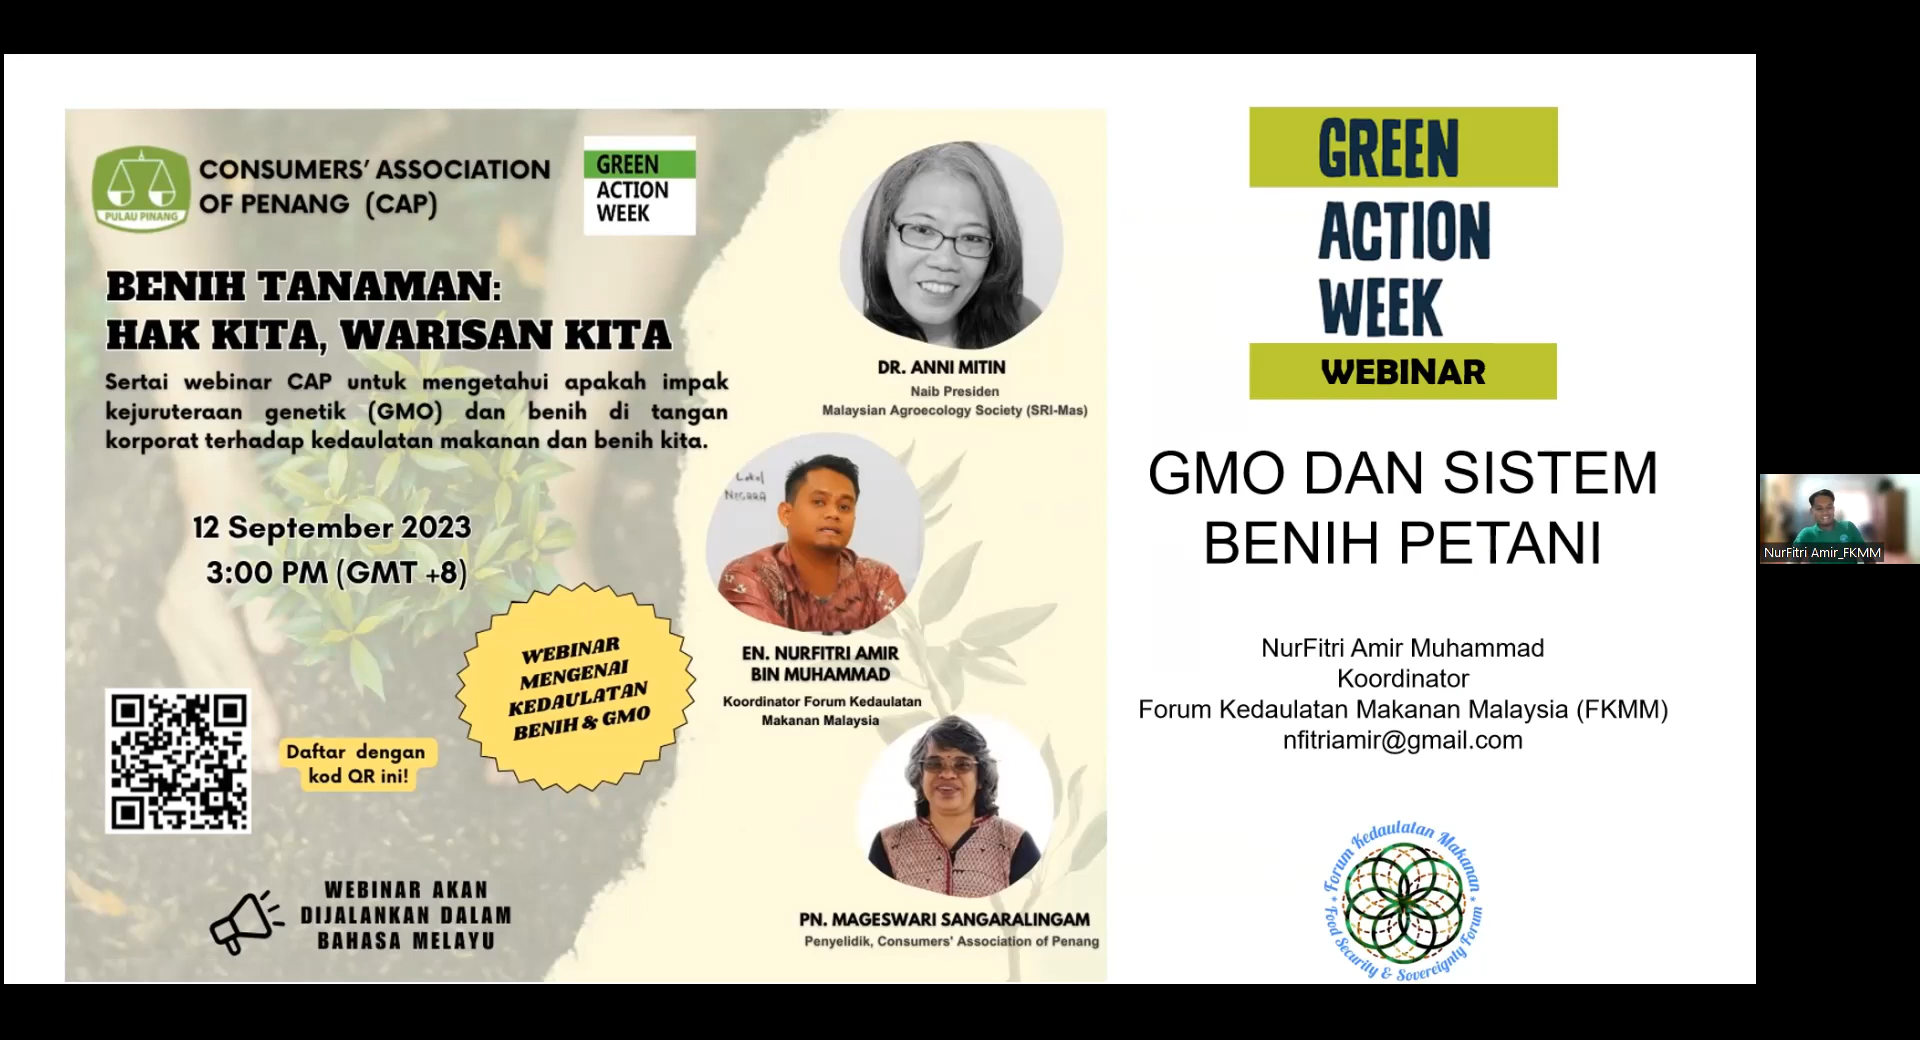 PULAU PINANG
CONSUMERS' ASSOCIATION
OF PENANG (CAP)
GREEN
ACTION
WEEK
BENIH TANAMAN:
HAK KITA, WARISAN KITA
Sertai webinar CAP untuk mengetahui apakah impak
kejuruteraan genetik (GMO) dan benih di tangan
korporat terhadap kedaulatan makanan dan benih kita.
12 September 2023
3:00 PM (GMT +8)
WEBINAR
MENGENAI
KEDAULATAN
BENIH & GMO
Daftar dengan
kod QR ini!
WEBINAR AKAN
DIJALANKAN DALAM
BAHASA MELAYU
DR. ANNI MITIN
Naib Presiden
Malaysian Agroecology Society (SRI-Mas)
Lokal
NEGARA
EN. NURFITRI AMIR
BIN MUHAMMAD
Koordinator Forum Kedaulatan
Makanan Malaysia
PN. MAGESWARI SANGARALINGAM
Penyelidik, Consumers' Association of Penang
GREEN
ACTION
WEEK
WEBINAR
GMO DAN SISTEM
BENIH PETANI
NurFitri Amir Muhammad
Koordinator
Forum Kedaulatan Makanan Malaysia (FKMM)
nfitriamir@gmail.com
Forum Kedaulatan Makanan
Food Security & Sovereignty Forum
NurFitri Amir_FKMM